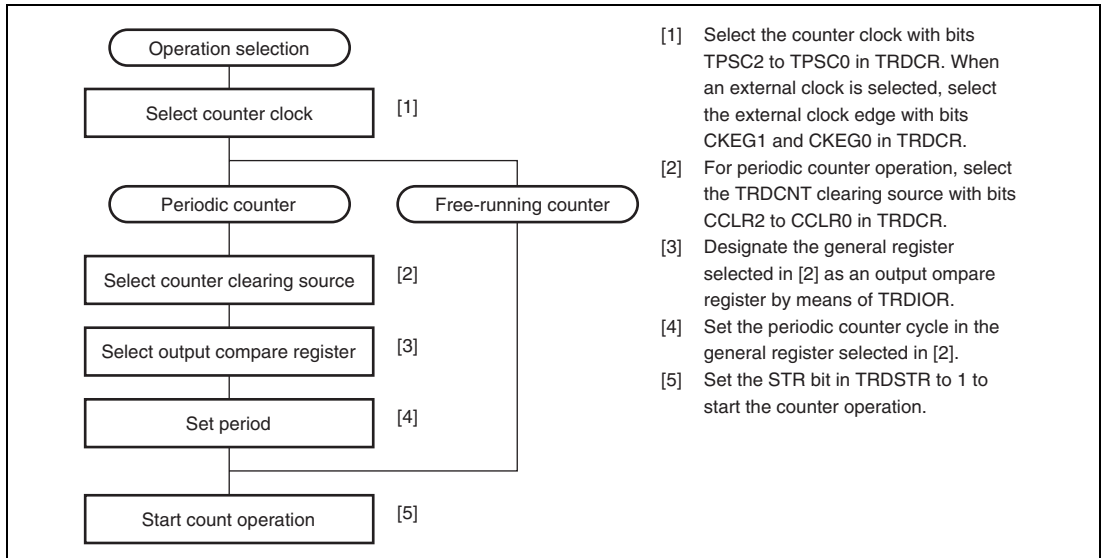 Operation selection
Select counter clock
[1]
Periodic counter
Free-running counter
Select counter clearing source
[2]
Select output compare register
[3]
Set period
[4]
Start count operation
[5]
[1] Select the counter clock with bits
TPSC2 to TPSC0 in TRDCR. When
an external clock is selected, select
the external clock edge with bits
CKEG1 and CKEG0 in TRDCR.
[2] For periodic counter operation, select
the TRDCNT clearing source with bits
CCLR2 to CCLR0 in TRDCR.
[3] Designate the general register
selected in [2] as an output ompare
register by means of TRDIOR.
[4] Set the periodic counter cycle in the
general register selected in [2].
[5] Set the STR bit in TRDSTR to 1 to
start the counter operation.